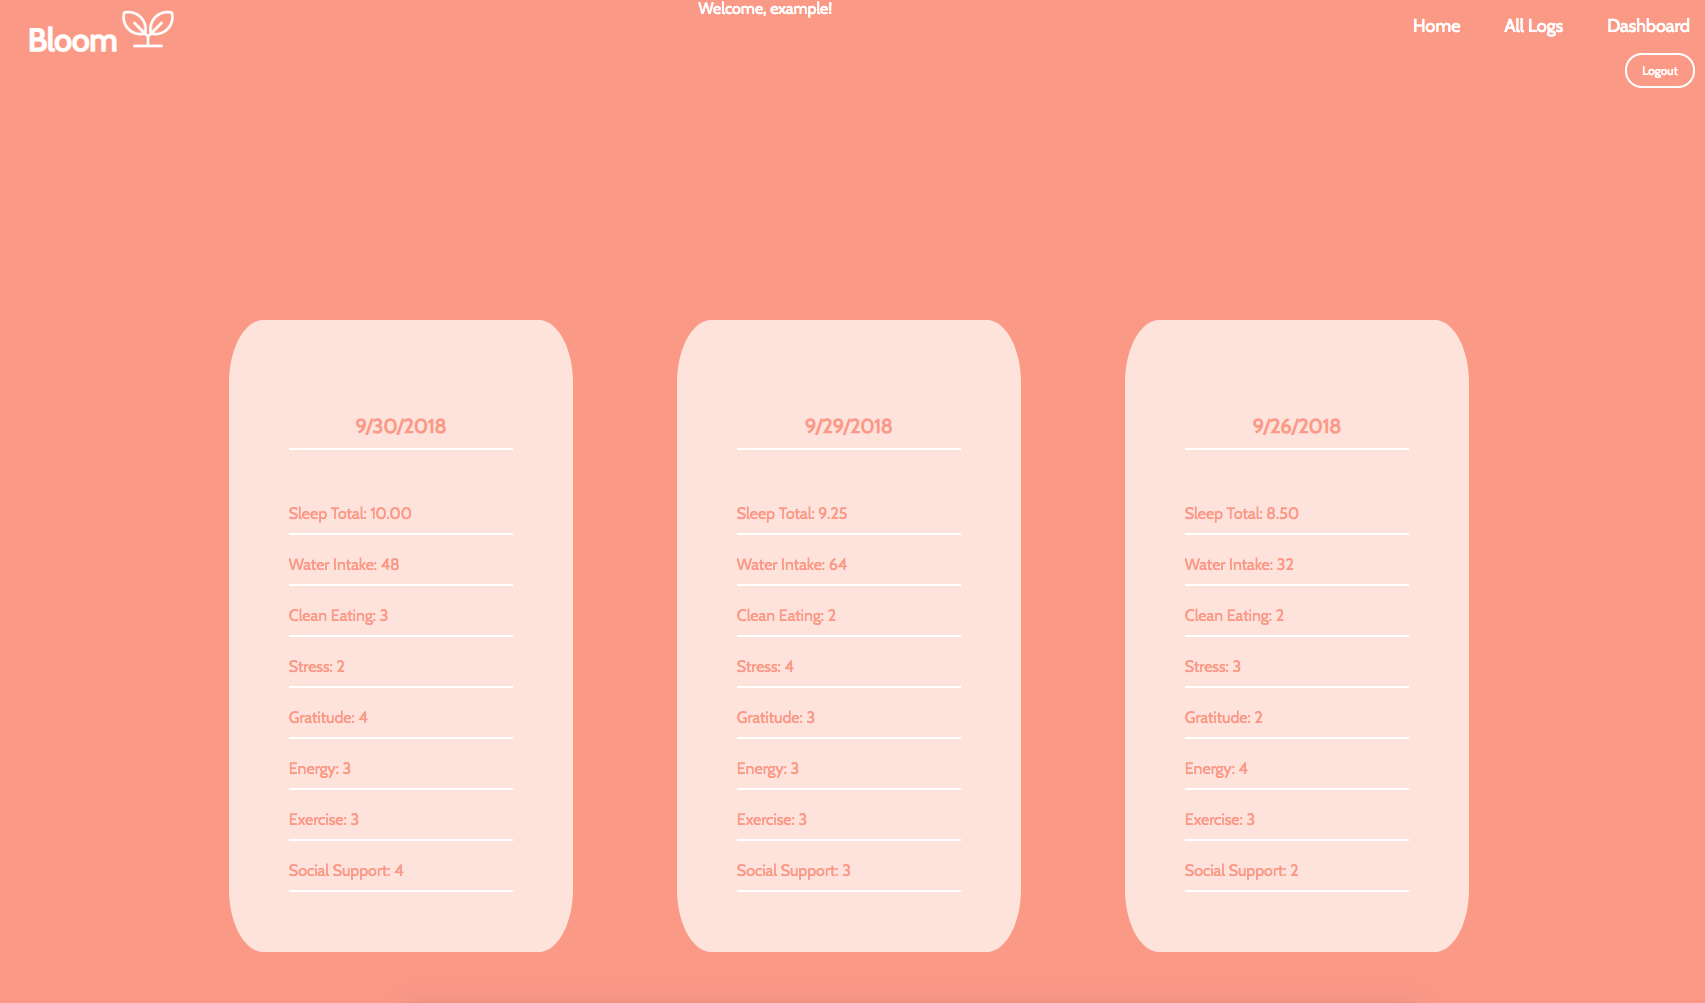 Bloom
Welcome, example!
Home All Logs Dashboard
Logout
9/30/2018
Sleep Total: 10.00
Water Intake: 48
Clean Eating: 3
Stress: 2
Gratitude: 4
Energy: 3
Exercise: 3
Social Support: 4
9/29/2018
Sleep Total: 9.25
Water Intake: 64
Clean Eating: 2
Stress: 4
Gratitude: 3
Energy: 3
Exercise: 3
Social Support: 3
9/26/2018
Sleep Total: 8.50
Water Intake: 32
Clean Eating: 2
Stress: 3
Gratitude: 2
Energy: 4
Exercise: 3
Social Support: 2